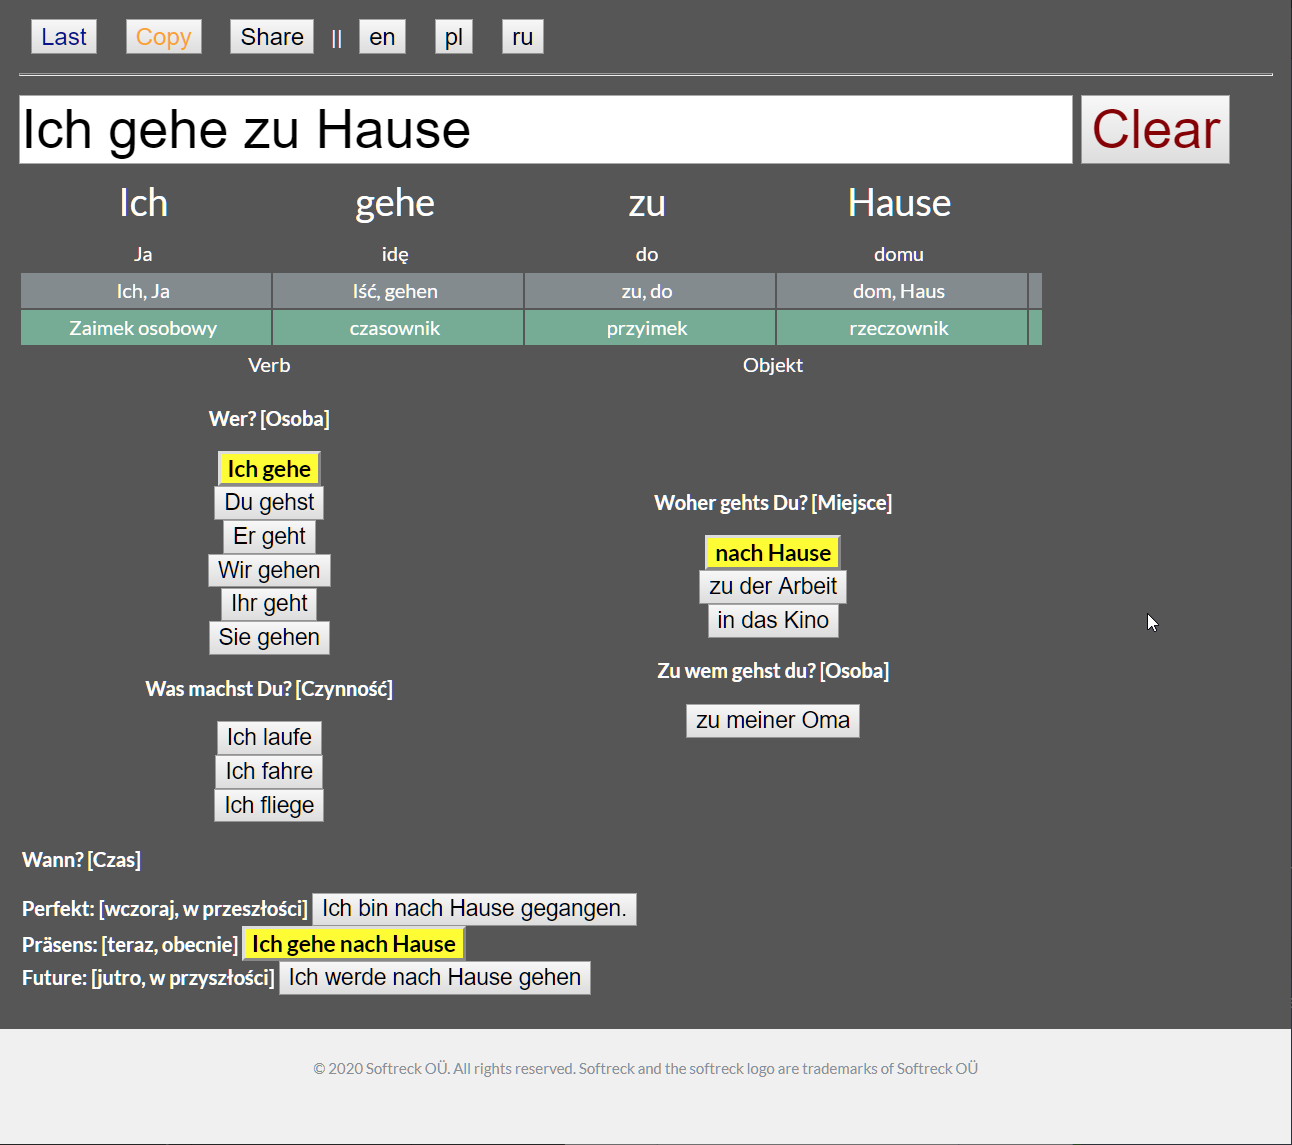 Last Copy Share || en pl ru
Ich gehe zu Hause Clear
Ich gehe zu Hause
Ja idę do domu
Ich, Ja Iść, gehen zu, do dom, Haus
Zaimek osobowy czasownik przyimek rzeczownik
Verb Objekt
Wer? [Osoba]
Ich gehe
Du gehst
Er geht
Wir gehen
Ihr geht
Sie gehen
Was machst Du? [Czynność]
Ich laufe
Ich fahre
Ich fliege
Woher gehts Du? [Miejsce]
nach Hause
zu der Arbeit
in das Kino
Zu wem gehst du? [Osoba]
zu meiner Oma
Wann? [Czas]
Perfekt: [wczoraj, w przeszłości] Ich bin nach Hause gegangen.
Präsens: [teraz, obecnie] Ich gehe nach Hause
Future: [jutro, w przyszłości] Ich werde nach Hause gehen
© 2020 Softreck OÜ. All rights reserved. Softreck and the softreck logo are trademarks of Softreck OÜ